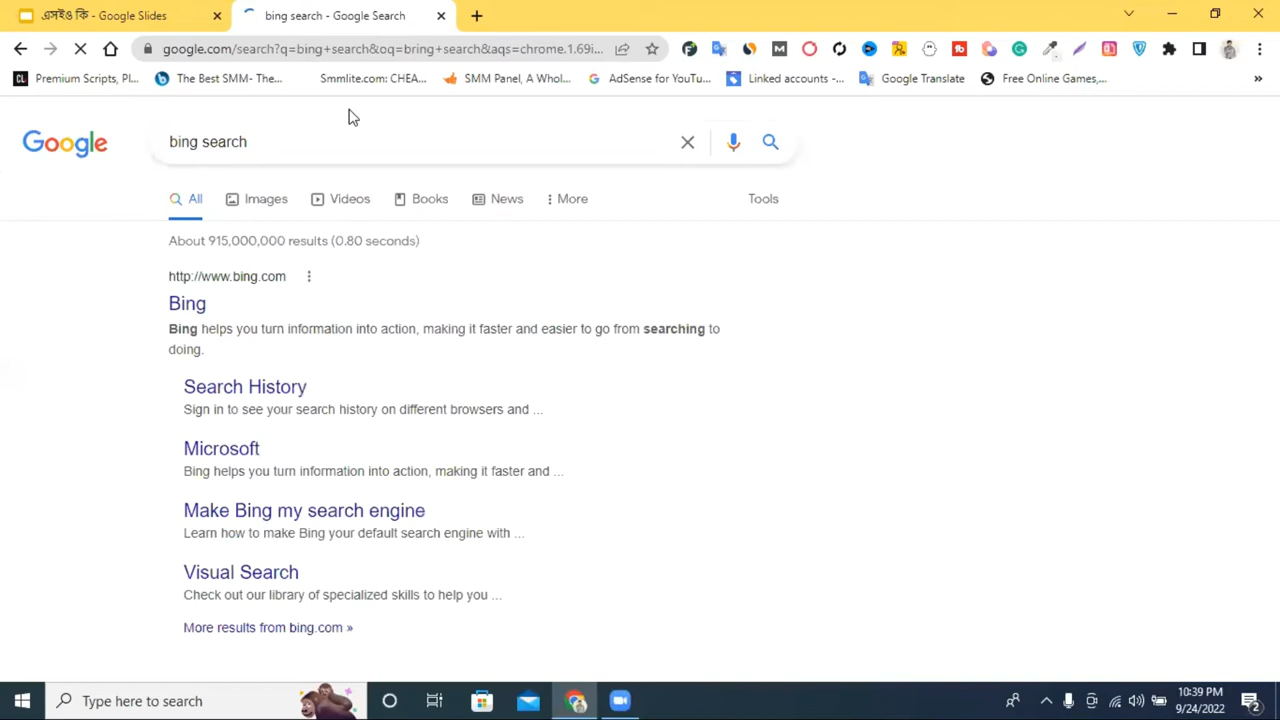 এসইও কি - Google Slides
bing search - Google Search
google.com/search?q=bing+search&oq=bring+search&aqs=chrome.1.69i...
Premium Scripts, Pl...
The Best SMM- The...
Smmlite.com: CHEA...
SMM Panel, A Whol...
AdSense for YouTu...
Linked accounts -...
Google Translate
Free Online Games,...
Google
bing search
All
Images
Videos
Books
News
More
Tools
About 915,000,000 results (0.80 seconds)
http://www.bing.com
Bing
Bing helps you turn information into action, making it faster and easier to go from searching to
doing.
Search History
Sign in to see your search history on different browsers and ...
Microsoft
Bing helps you turn information into action, making it faster and ...
Make Bing my search engine
Learn how to make Bing your default search engine with ...
Visual Search
Check out our library of specialized skills to help you ...
More results from bing.com »
Type here to search
10:39 PM
9/24/2022
2